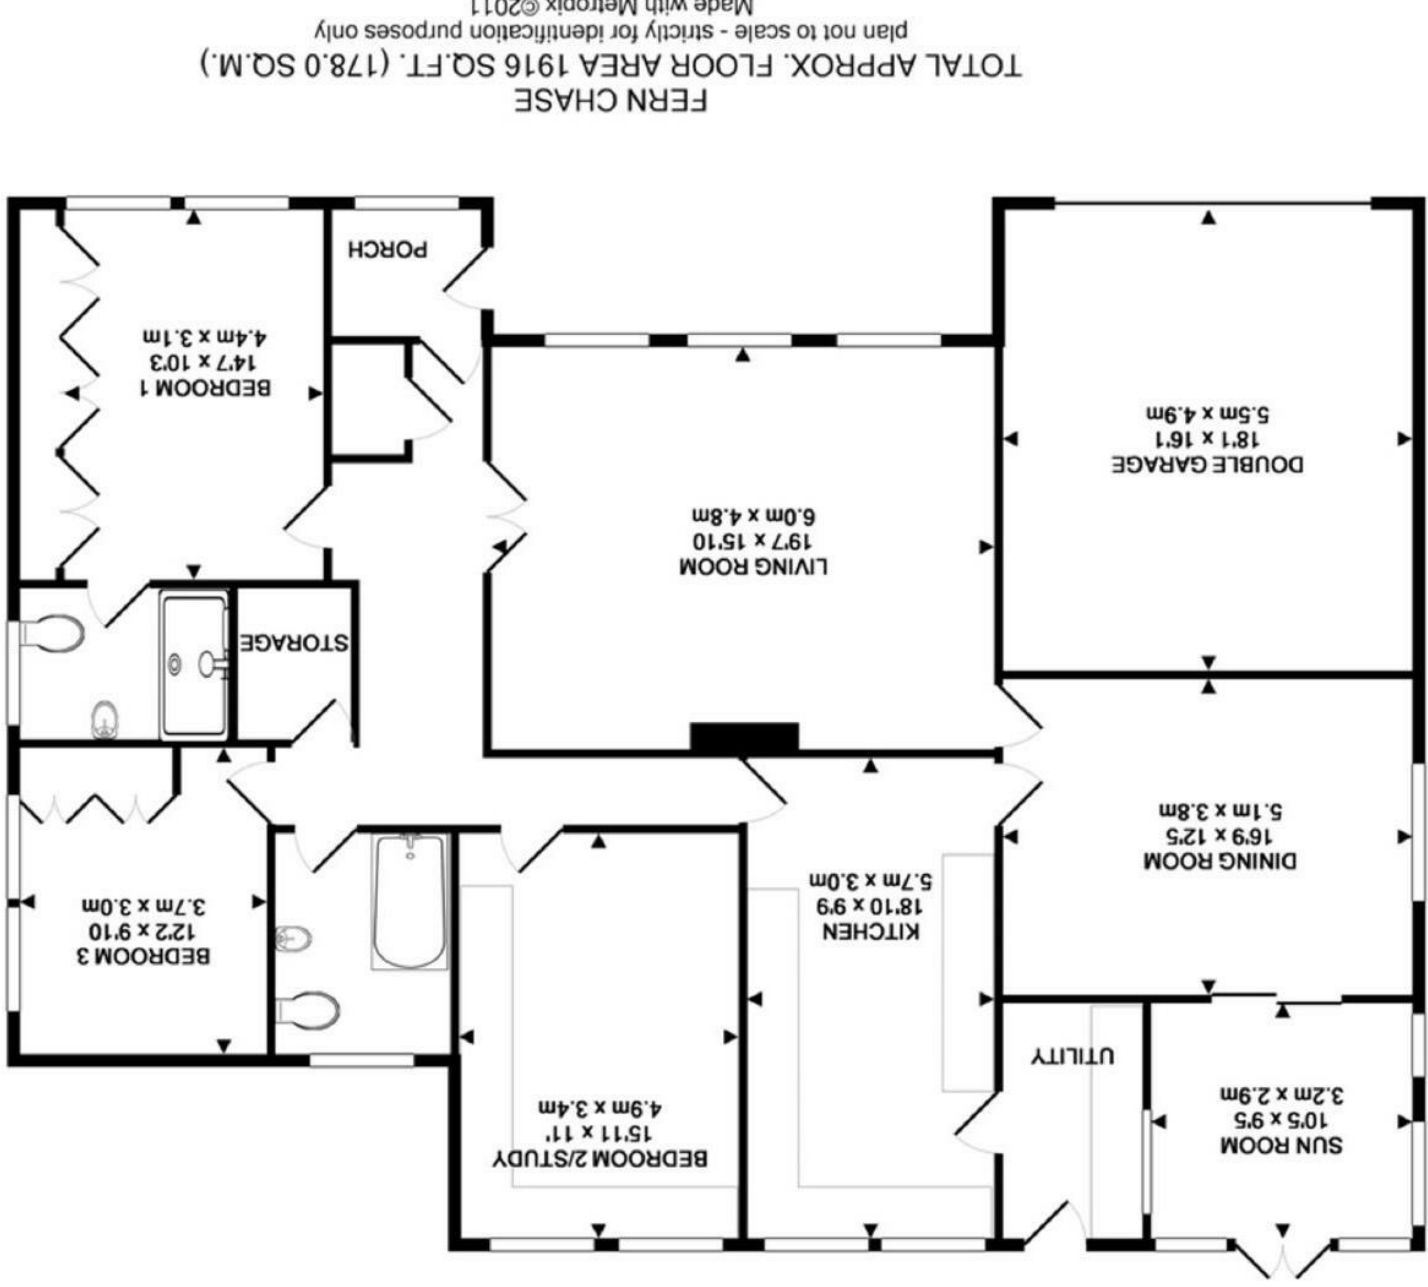 SUN ROOM
10'5 x 9'5
3.2m x 2.9m
UTILITY
BEDROOM 2/STUDY
15'11 x 11'
4.9m x 3.4m
KITCHEN
18'10 x 9'9
5.7m x 3.0m
DINING ROOM
16'9 x 12'5
5.1m x 3.8m
BEDROOM 3
12'2 x 9'10
3.7m x 3.0m
STORAGE
LIVING ROOM
19'7 x 15'10
6.0m x 4.8m
DOUBLE GARAGE
18'1 x 16'1
5.5m x 4.9m
BEDROOM 1
14'7 x 10'3
4.4m x 3.1m
PORCH
FERN CHASE
TOTAL APPROX. FLOOR AREA 1916 SQ.FT. (178.0 SQ.M.)
plan not to scale - strictly for identification purposes only
Made with Metropix ©2011